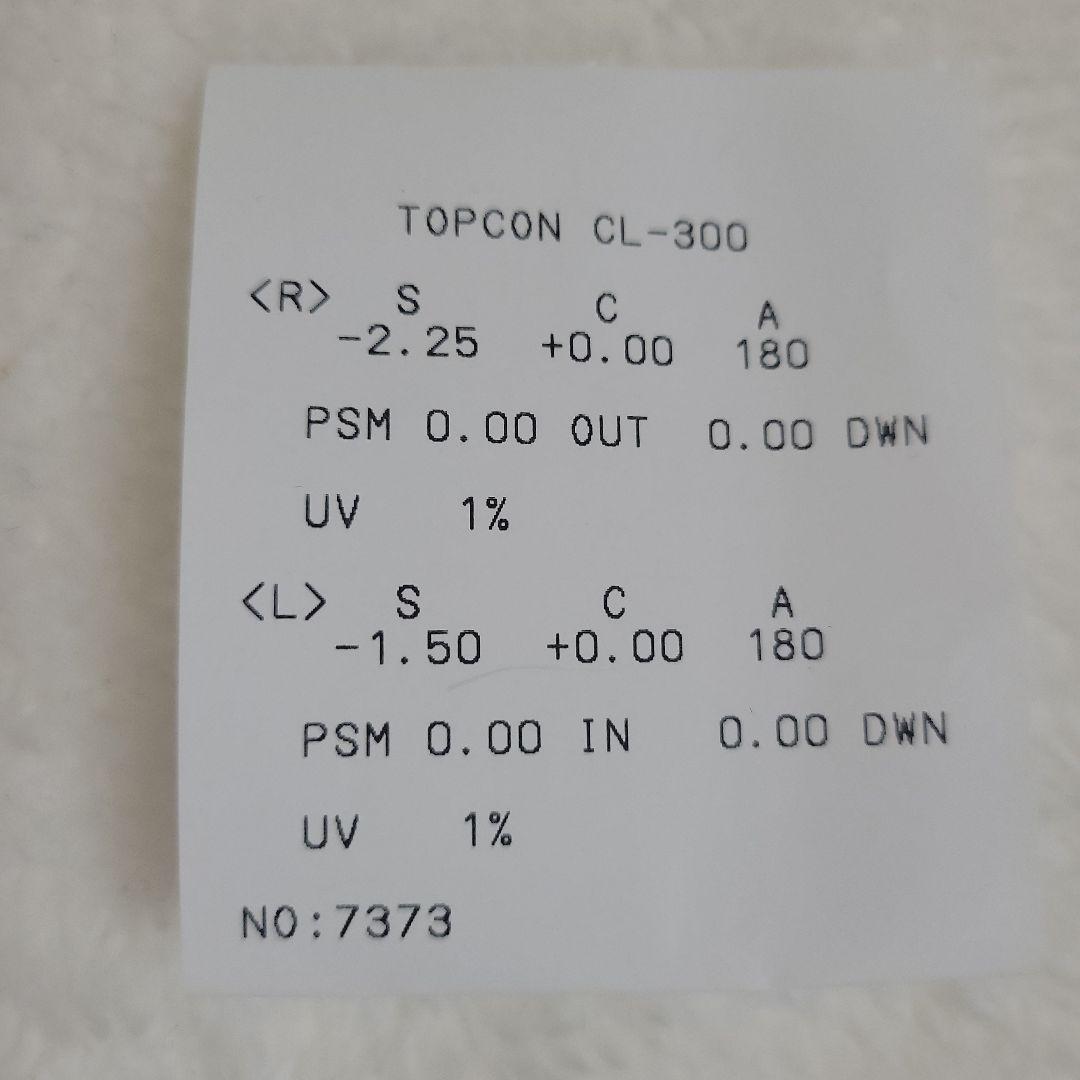 TOPCON CL-300
<R> S C A
-2.25 +0.00 180
PSM 0.00 OUT 0.00 DWN
UV 1%
<L> S C A
-1.50 +0.00 180
PSM 0.00 IN 0.00 DWN
UV 1%
NO:7373